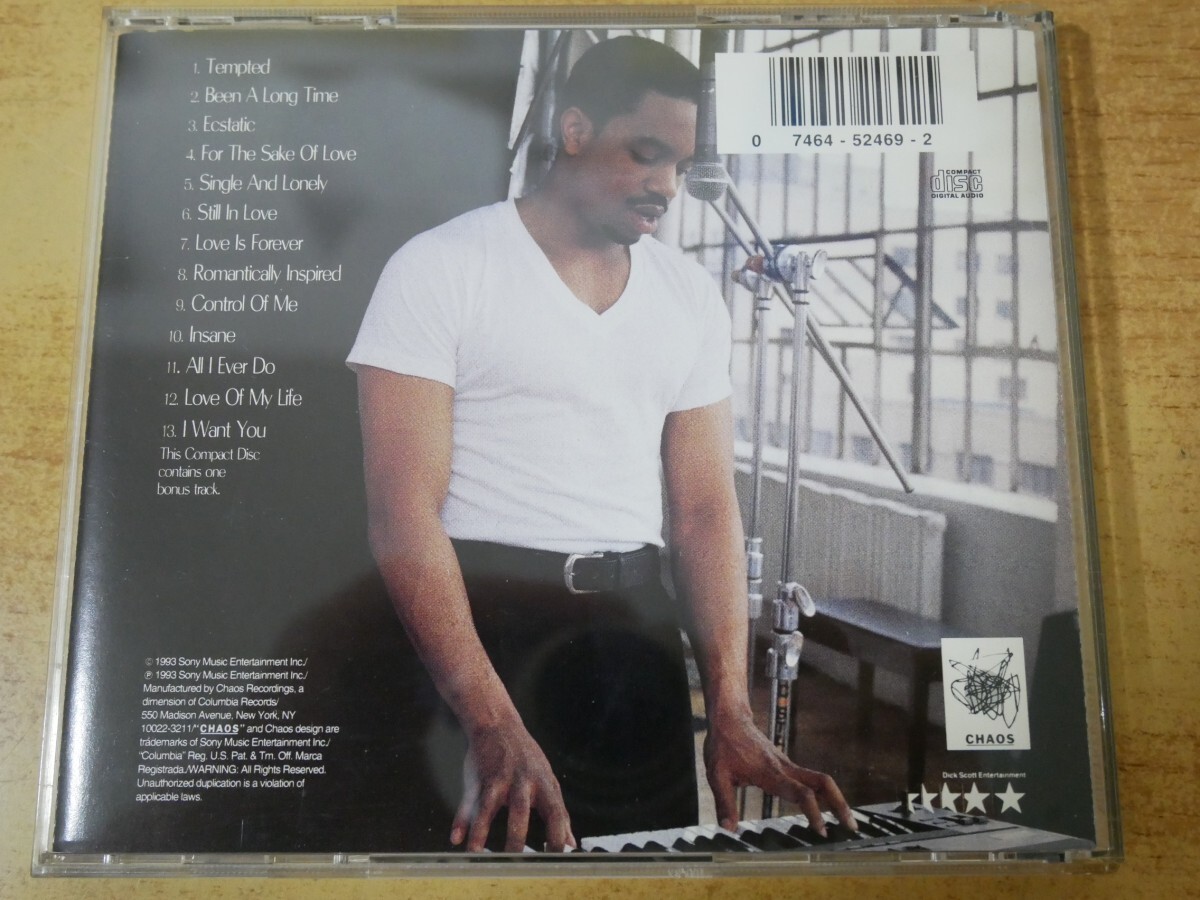 1. Tempted
2. Been A Long Time
3. Ecstatic
4. For The Sake Of Love
5. Single And Lonely
6. Still In Love
7. Love Is Forever
8. Romantically Inspired
9. Control Of Me
10. Insane
11. All I Ever Do
12. Love Of My Life
13. I Want You
This Compact Disc
contains one
bonus track.
0 7464 - 52469 - 2
COMPACT
disc
DIGITAL AUDIO
© 1993 Sony Music Entertainment Inc./
℗ 1993 Sony Music Entertainment Inc./
Manufactured by Chaos Recordings, a
dimension of Columbia Records/
550 Madison Avenue, New York, NY
10022-3211/"CHAOS" and Chaos design are
trademarks of Sony Music Entertainment Inc./
"Columbia" Reg. U.S. Pat. & Tm. Off. Marca
Registrada./WARNING: All Rights Reserved.
Unauthorized duplication is a violation of
applicable laws.
CHAOS
Dick Scott Entertainment